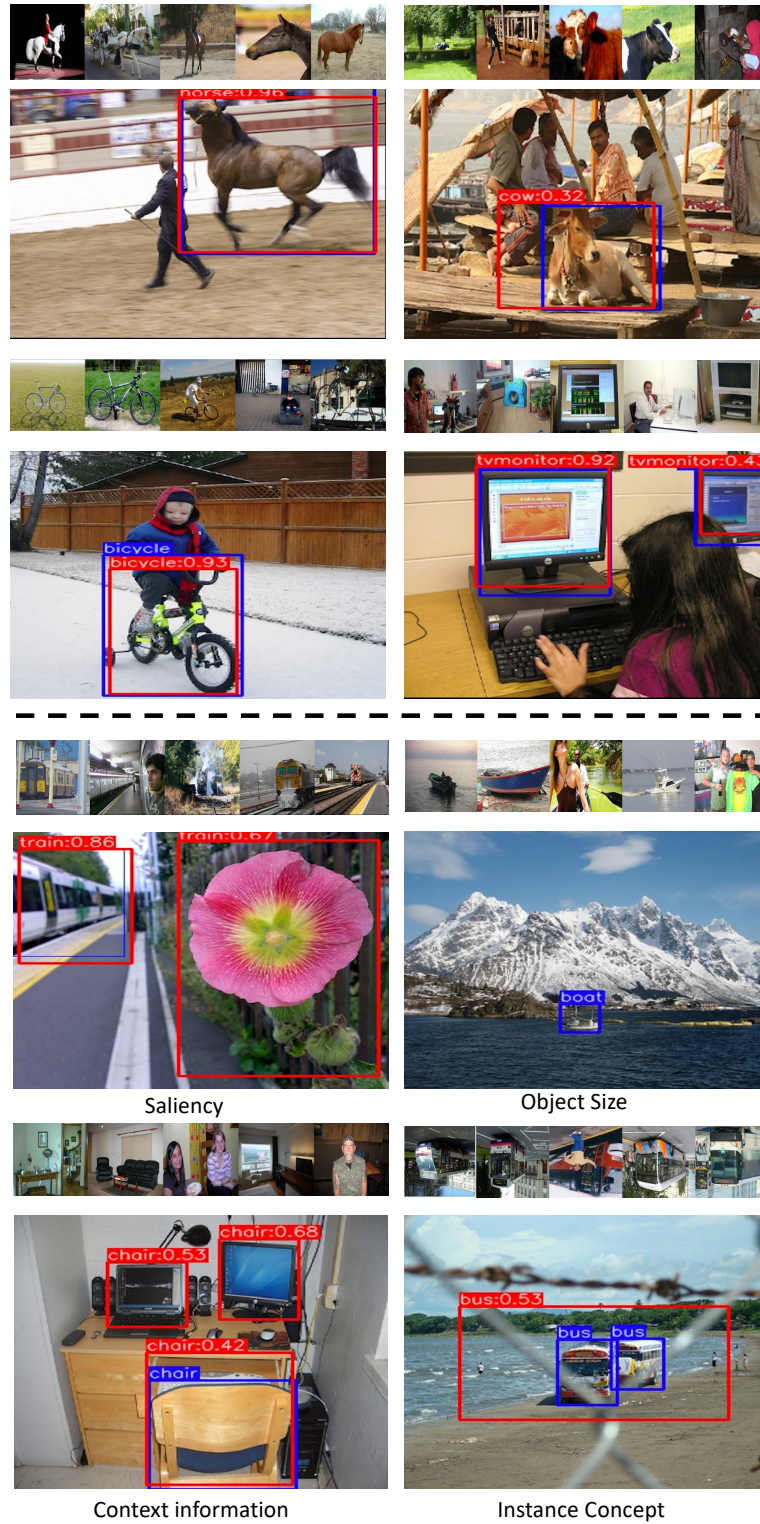 horse:0.96
cow:0.32
bicycle
bicycle:0.93
tvmonitor:0.92
tvmonitor:0.43
train:0.86
train:0.67
boat
Saliency
Object Size
chair:0.53
chair:0.68
chair:0.42
chair
bus:0.53
bus
bus
Context information
Instance Concept